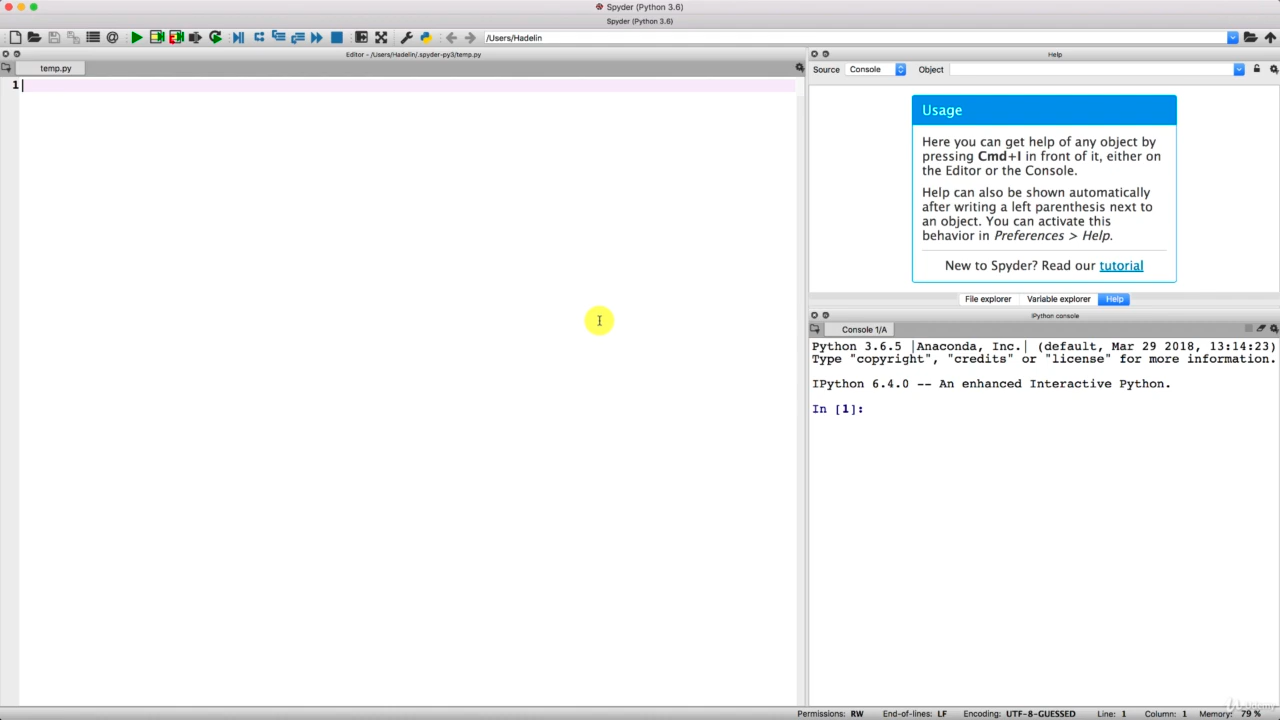 Spyder (Python 3.6)
Spyder (Python 3.6)
/Users/Hadelin
Editor - /Users/Hadelin/.spyder-py3/temp.py
temp.py
1
Help
Source Console Object
Usage
Here you can get help of any object by
pressing Cmd+I in front of it, either on
the Editor or the Console.
Help can also be shown automatically
after writing a left parenthesis next to
an object. You can activate this
behavior in Preferences > Help.
New to Spyder? Read our tutorial
File explorer Variable explorer Help
IPython console
Console 1/A
Python 3.6.5 |Anaconda, Inc.| (default, Mar 29 2018, 13:14:23)
Type "copyright", "credits" or "license" for more information.
IPython 6.4.0 -- An enhanced Interactive Python.
In [1]:
Permissions: RW End-of-lines: LF Encoding: UTF-8-GUESSED Line: 1 Column: 1 Memory: 79 %
Udemy